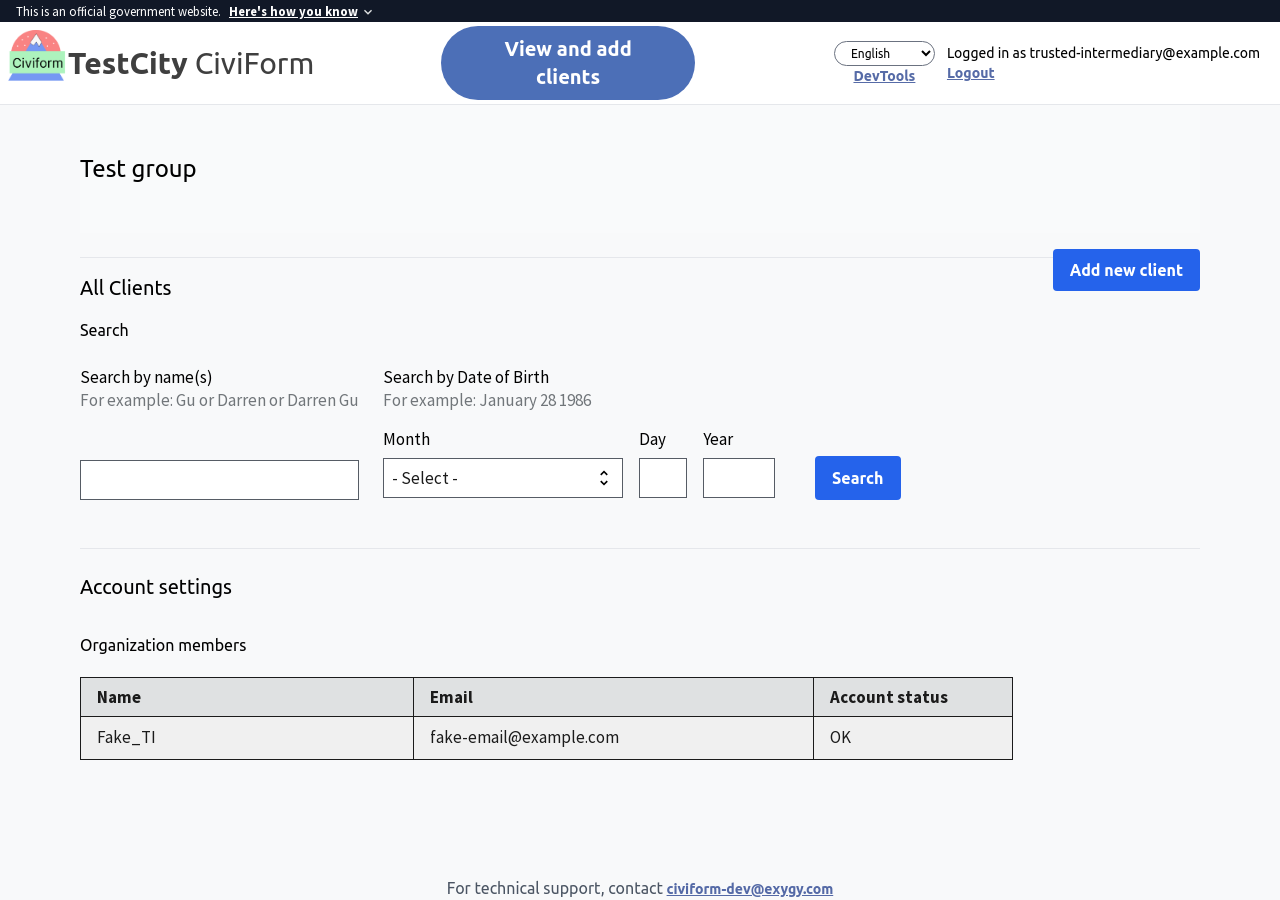 This is an official government website. Here's how you know
Civiform
TestCity CiviForm
View and add
clients
English
DevTools
Logged in as trusted-intermediary@example.com
Logout
Test group
All Clients
Add new client
Search
Search by name(s)
For example: Gu or Darren or Darren Gu
Search by Date of Birth
For example: January 28 1986
Month
Day
Year
- Select -
Search
Account settings
Organization members
Name Email Account status
Fake_TI fake-email@example.com OK
For technical support, contact civiform-dev@exygy.com